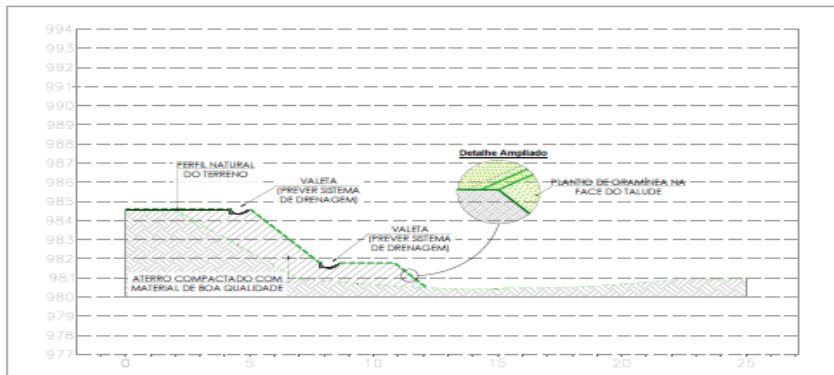 994
993
992
991
990
989
988
987
986
985
984
983
982
981
980
979
978
977
Detalhe Ampliado
PERFIL NATURAL
DO TERRENO
VALETA
(PREVER SISTEMA
DE DRENAGEM)
PLANTIO DE GRAMÍNEA NA
FACE DO TALUDE
VALETA
(PREVER SISTEMA
DE DRENAGEM)
ATERRO COMPACTADO COM
MATERIAL DE BOA QUALIDADE
0 5 10 15 20 25